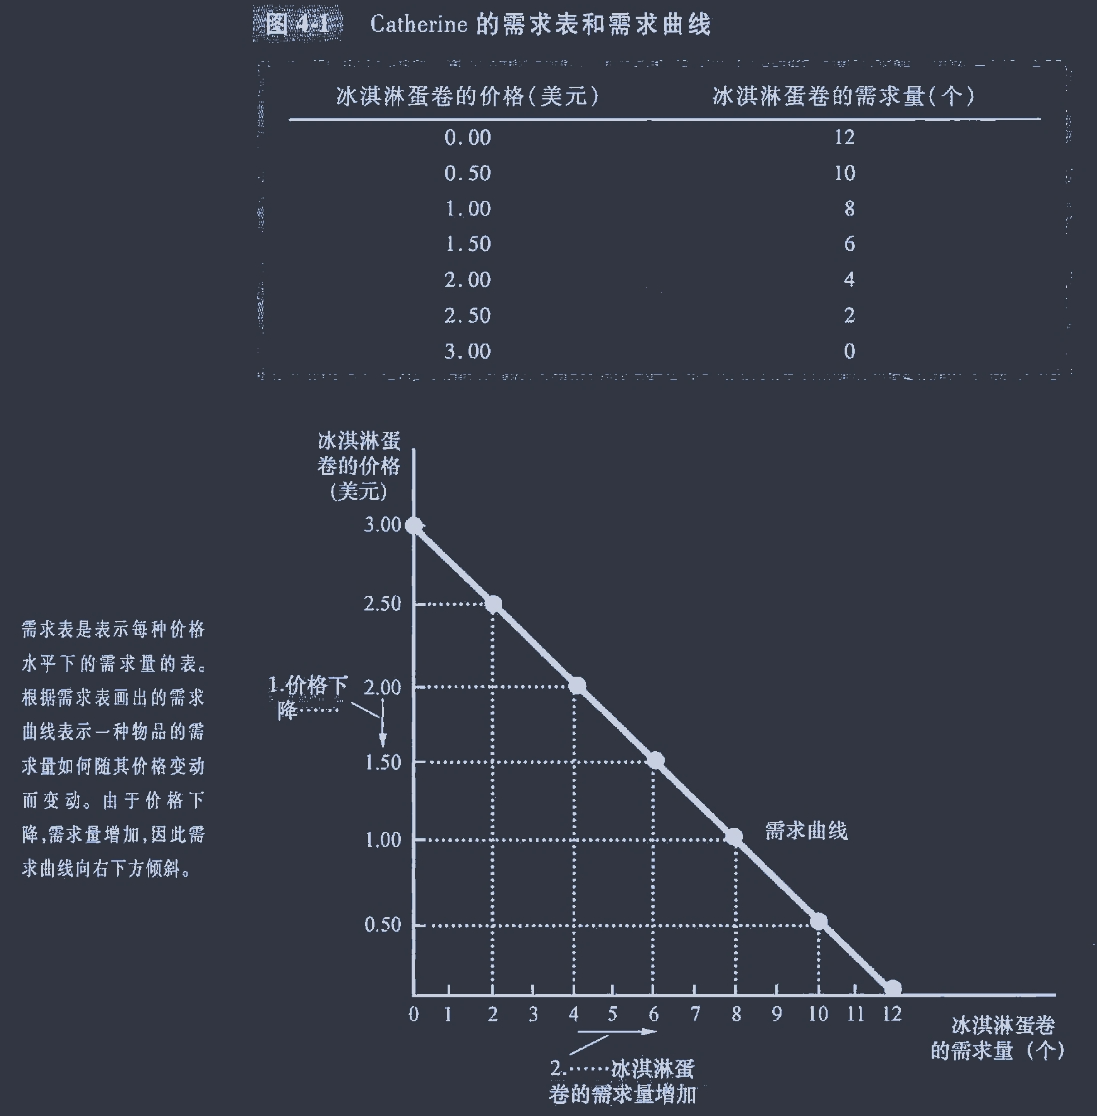 图 4-1 Catherine 的需求表和需求曲线
冰淇淋蛋卷的价格(美元) 冰淇淋蛋卷的需求量(个)
0.00 12
0.50 10
1.00 8
1.50 6
2.00 4
2.50 2
3.00 0
需求表是表示每种价格
水平下的需求量的表。
根据需求表画出的需求
曲线表示一种物品的需
求量如何随其价格变动
而变动。由于价格下
降,需求量增加,因此需
求曲线向右下方倾斜。
冰淇淋蛋
卷的价格
(美元)
3.00
2.50
1.价格下
降……
2.00
1.50
1.00
0.50
需求曲线
0 1 2 3 4 5 6 7 8 9 10 11 12
冰淇淋蛋卷
的需求量(个)
2.……冰淇淋蛋
卷的需求量增加